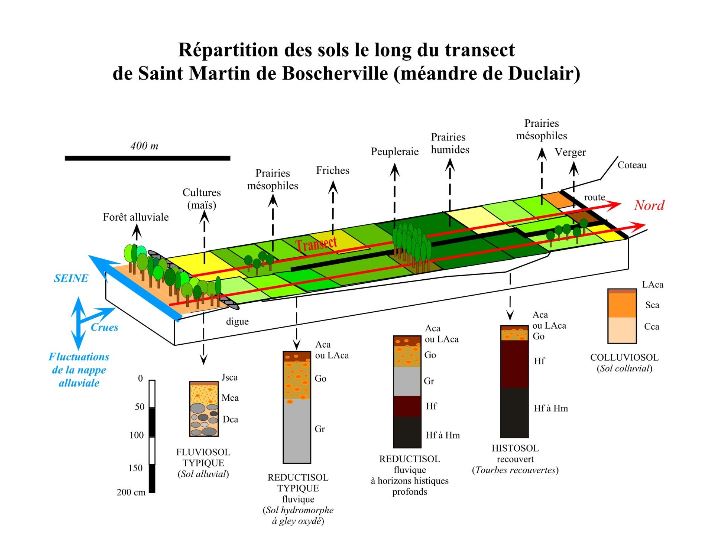 Répartition des sols le long du transect
de Saint Martin de Boscherville (méandre de Duclair)
400 m
Forêt alluviale
Cultures
(maïs)
Prairies
mésophiles
Friches
Peupleraie
Prairies
humides
Prairies
mésophiles
Verger
Coteau
route
Nord
Transect
SEINE
Crues
Fluctuations
de la nappe
alluviale
digue
0
50
100
150
200 cm
Jsca
Mca
Dca
FLUVIOSOL
TYPIQUE
(Sol alluvial)
Aca
ou LAca
Go
Gr
REDUCTISOL
TYPIQUE
fluvique
(Sol hydromorphe
à gley oxydé)
Aca
ou LAca
Go
Gr
Hf
Hf à Hm
REDUCTISOL
fluvique
à horizons histiques
profonds
Aca
ou LAca
Go
Hf
Hf à Hm
HISTOSOL
recouvert
(Tourbes recouvertes)
LAca
Sca
Cca
COLLUVIOSOL
(Sol colluvial)